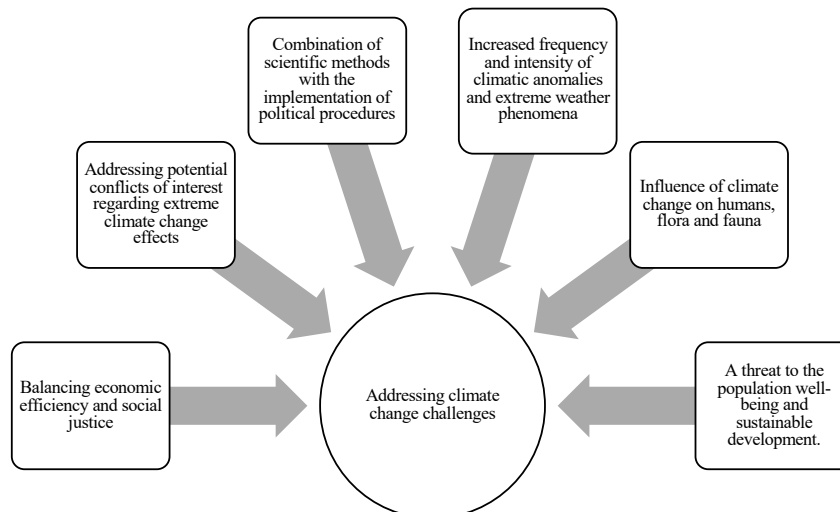 Combination of
scientific methods
with the
implementation of
political procedures
Increased frequency
and intensity of
climatic anomalies
and extreme weather
phenomena
Addressing potential
conflicts of interest
regarding extreme
climate change
effects
Influence of climate
change on humans,
flora and fauna
Balancing economic
efficiency and social
justice
Addressing climate
change challenges
A threat to the
population well-
being and
sustainable
development.